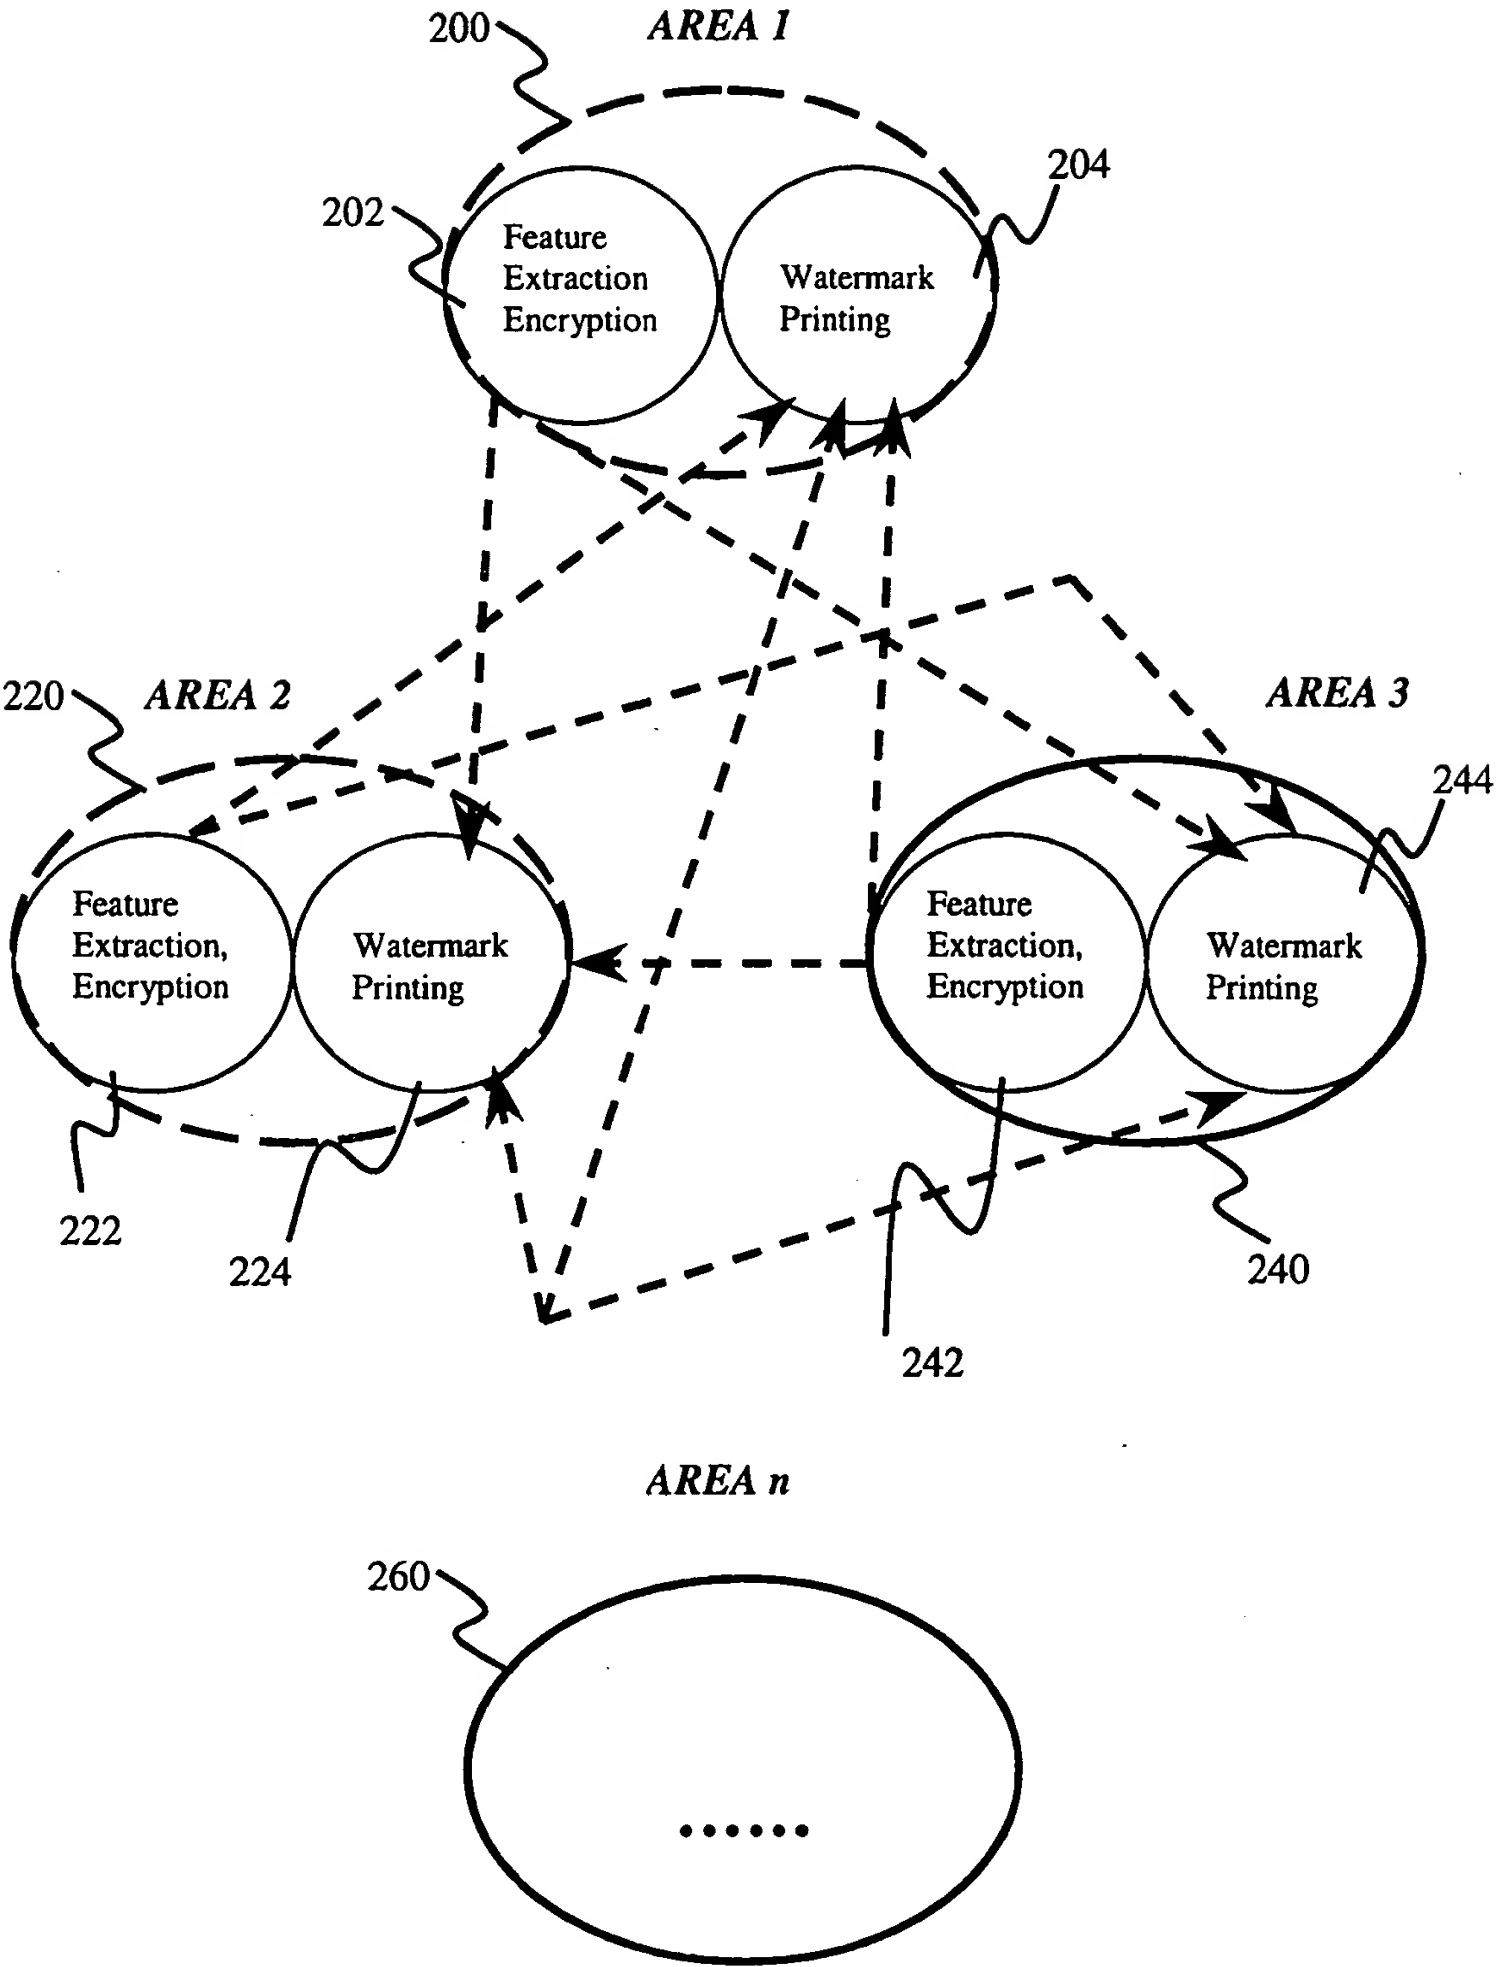 200
AREA 1
204
202
Feature
Extraction
Encryption
Watermark
Printing
220
AREA 2
AREA 3
244
Feature
Extraction,
Encryption
Watermark
Printing
Feature
Extraction,
Encryption
Watermark
Printing
222
224
240
242
AREA n
260
......